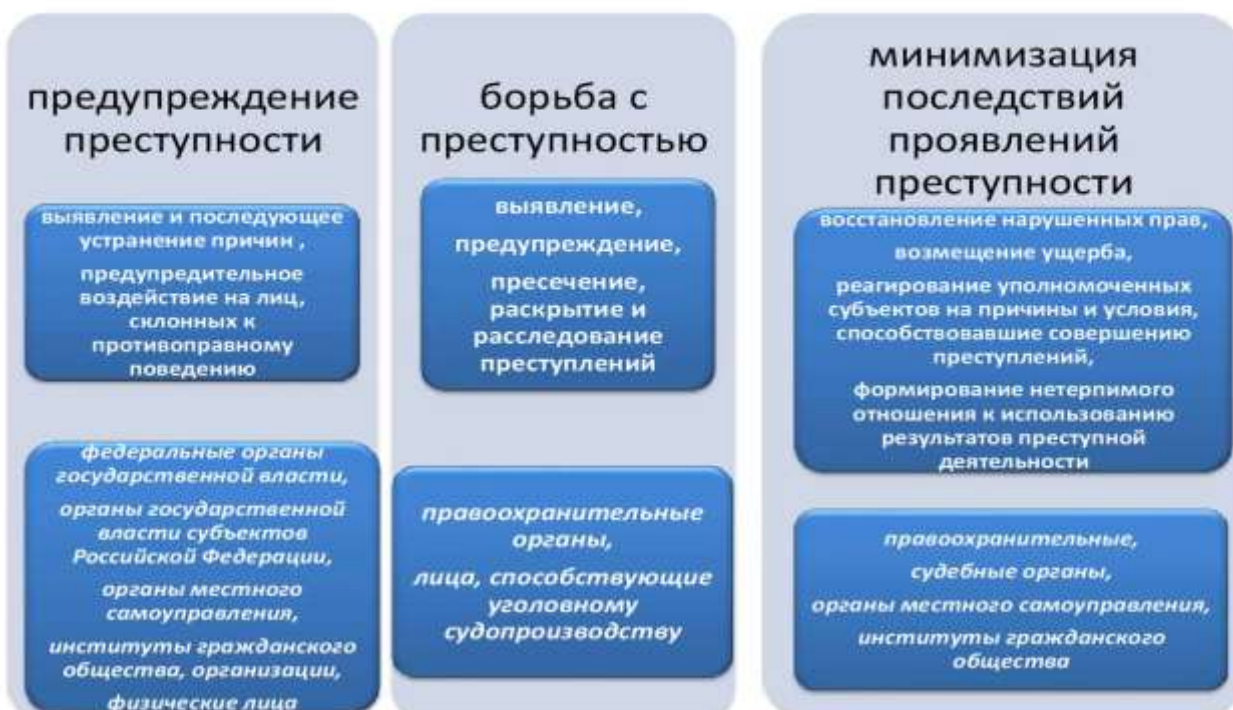 предупреждение
преступности
выявление и последующее
устранение причин ,
предупредительное
воздействие на лиц,
склонных к
противоправному
поведению
федеральные органы
государственной власти,
органы государственной
власти субъектов
Российской Федерации,
органы местного
самоуправления,
институты гражданского
общества, организации,
физические лица
борьба с
преступностью
выявление,
предупреждение,
пресечение,
раскрытие и
расследование
преступлений
правоохранительные
органы,
лица, способствующие
уголовному
судопроизводству
минимизация
последствий
проявлений
преступности
восстановление нарушенных прав,
возмещение ущерба,
реагирование уполномоченных
субъектов на причины и условия,
способствовавшие совершению
преступлений,
формирование нетерпимого
отношения к использованию
результатов преступной
деятельности
правоохранительные,
судебные органы,
органы местного самоуправления,
институты гражданского
общества